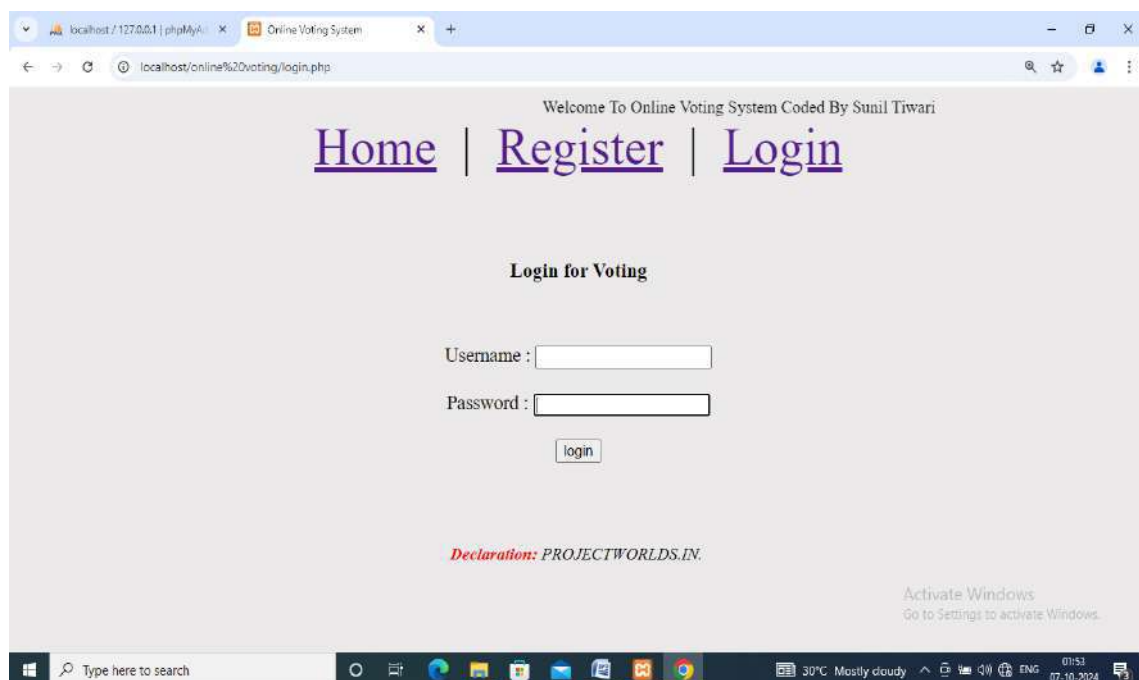 localhost / 127.0.0.1 | phpMyA
Online Voting System
localhost/online%20voting/login.php
Welcome To Online Voting System Coded By Sunil Tiwari
Home | Register | Login
Login for Voting
Username :
Password :
login
Declaration: PROJECTWORLDS.IN.
Activate Windows
Go to Settings to activate Windows.
Type here to search
30°C Mostly cloudy
ENG
01:53
07-10-2024